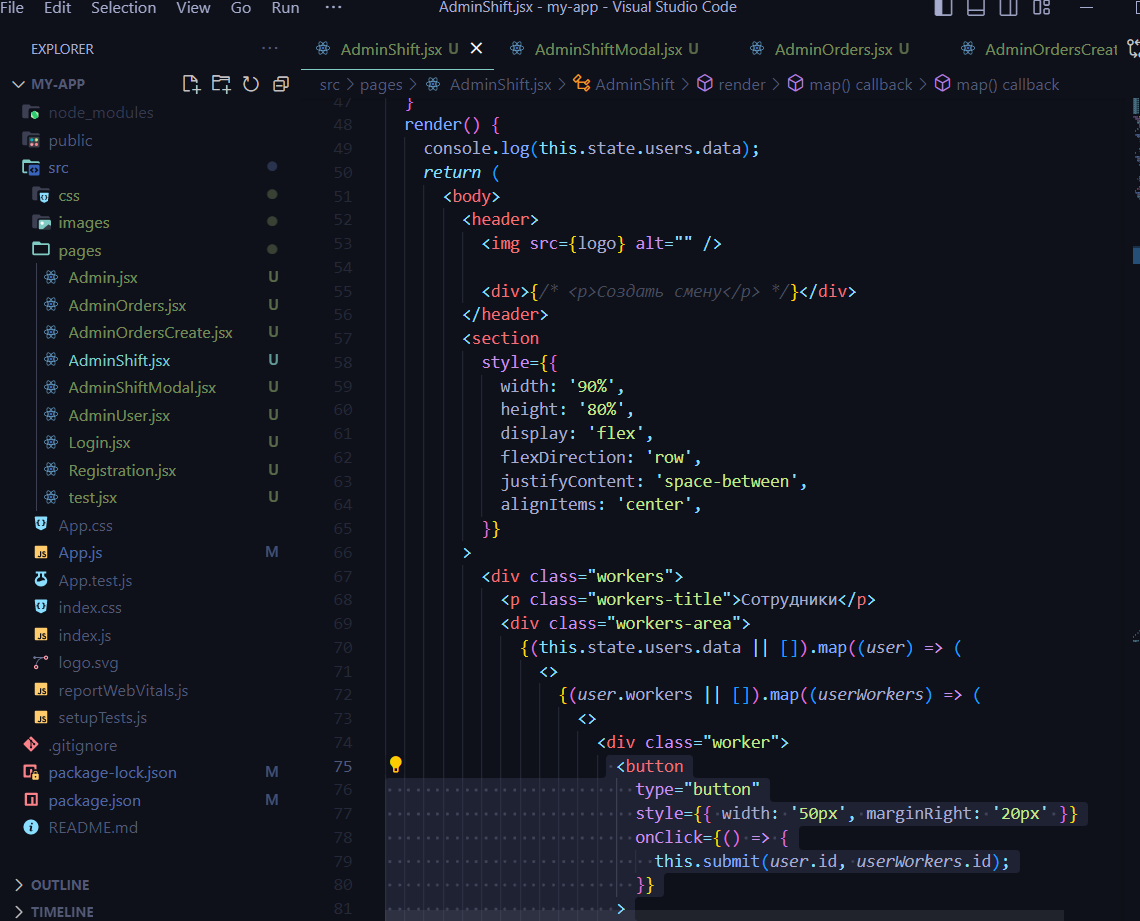 File Edit Selection View Go Run ··· AdminShift.jsx - my-app - Visual Studio Code
EXPLORER ···
AdminShift.jsx U AdminShiftModal.jsx U AdminOrders.jsx U AdminOrdersCreat
MY-APP
src > pages > AdminShift.jsx > AdminShift > render > map() callback > map() callback
node_modules
public
src
css
images
pages
Admin.jsx U
AdminOrders.jsx U
AdminOrdersCreate.jsx U
AdminShift.jsx U
AdminShiftModal.jsx U
AdminUser.jsx U
Login.jsx U
Registration.jsx U
test.jsx U
App.css
App.js M
App.test.js
index.css
index.js
logo.svg
reportWebVitals.js
setupTests.js
.gitignore
package-lock.json M
package.json M
README.md
OUTLINE
TIMELINE
47 }
48 render() {
49 console.log(this.state.users.data);
50 return (
51 <body>
52 <header>
53 <img src={logo} alt="" />
54
55 <div>{/* <p>Создать смену</p> */}</div>
56 </header>
57 <section
58 style={{
59 width: '90%',
60 height: '80%',
61 display: 'flex',
62 flexDirection: 'row',
63 justifyContent: 'space-between',
64 alignItems: 'center',
65 }}
66 >
67 <div class="workers">
68 <p class="workers-title">Сотрудники</p>
69 <div class="workers-area">
70 {(this.state.users.data || []).map((user) => (
71 <>
72 {(user.workers || []).map((userWorkers) => (
73 <>
74 <div class="worker">
75 <button
76 type="button"
77 style={{ width: '50px', marginRight: '20px' }}
78 onClick={() => {
79 this.submit(user.id, userWorkers.id);
80 }}
81 >